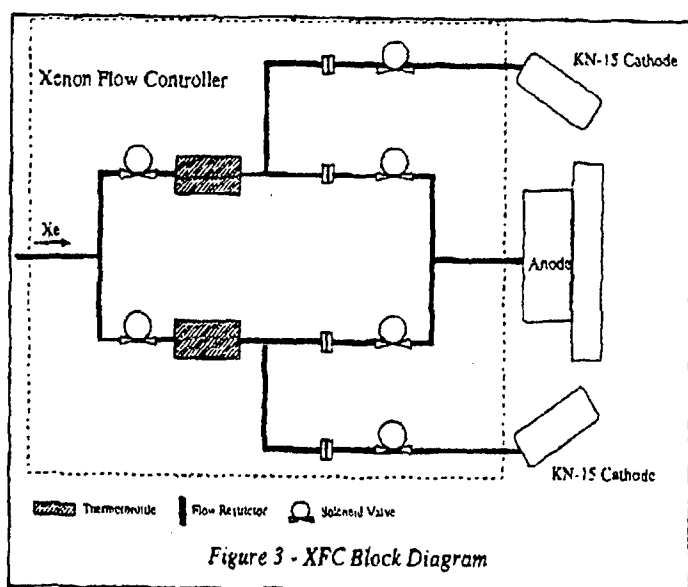 KN-15 Cathode
Xenon Flow Controller
Xe
Anode
KN-15 Cathode
Thermothrottle
Flow Restrictor
Solenoid Valve
Figure 3 - XFC Block Diagram